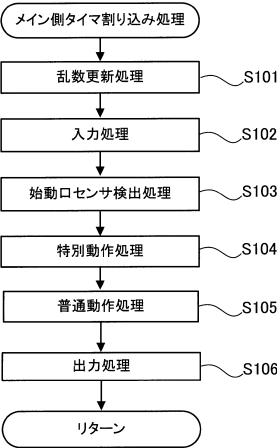 メイン側タイマ割り込み処理
乱数更新処理
S101
入力処理
S102
始動口センサ検出処理
S103
特別動作処理
S104
普通動作処理
S105
出力処理
S106
リターン